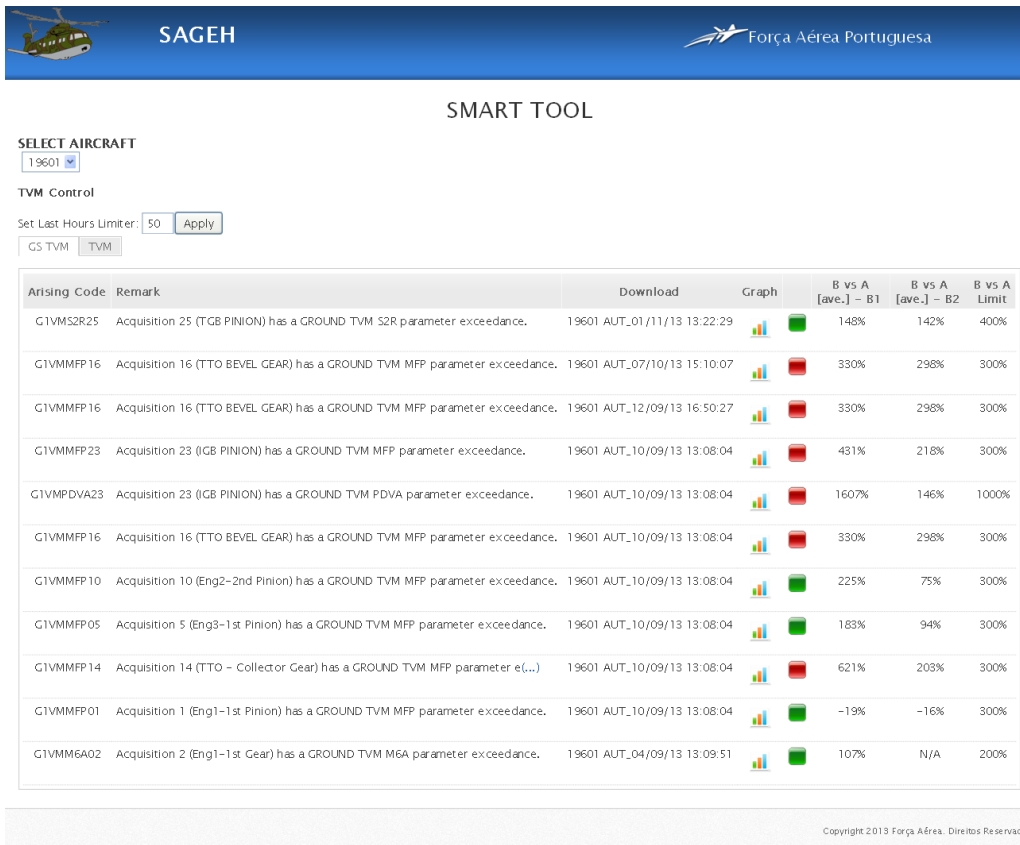 SAGEH
Força Aérea Portuguesa
SMART TOOL
SELECT AIRCRAFT
19601
TVM Control
Set Last Hours Limiter: 50 Apply
GS TVM TVM
Arising Code Remark Download Graph B vs A [ave.] - B1 B vs A [ave.] - B2 B vs A Limit
G1VMS2R25 Acquisition 25 (TGB PINION) has a GROUND TVM S2R parameter exceedance. 19601 AUT_01/11/13 13:22:29 148% 142% 400%
G1VMMFP16 Acquisition 16 (TTO BEVEL GEAR) has a GROUND TVM MFP parameter exceedance. 19601 AUT_07/10/13 15:10:07 330% 298% 300%
G1VMMFP16 Acquisition 16 (TTO BEVEL GEAR) has a GROUND TVM MFP parameter exceedance. 19601 AUT_12/09/13 16:50:27 330% 298% 300%
G1VMMFP23 Acquisition 23 (IGB PINION) has a GROUND TVM MFP parameter exceedance. 19601 AUT_10/09/13 13:08:04 431% 218% 300%
G1VMPDVA23 Acquisition 23 (IGB PINION) has a GROUND TVM PDVA parameter exceedance. 19601 AUT_10/09/13 13:08:04 1607% 146% 1000%
G1VMMFP16 Acquisition 16 (TTO BEVEL GEAR) has a GROUND TVM MFP parameter exceedance. 19601 AUT_10/09/13 13:08:04 330% 298% 300%
G1VMMFP10 Acquisition 10 (Eng2-2nd Pinion) has a GROUND TVM MFP parameter exceedance. 19601 AUT_10/09/13 13:08:04 225% 75% 300%
G1VMMFP05 Acquisition 5 (Eng3-1st Pinion) has a GROUND TVM MFP parameter exceedance. 19601 AUT_10/09/13 13:08:04 183% 94% 300%
G1VMMFP14 Acquisition 14 (TTO - Collector Gear) has a GROUND TVM MFP parameter e(...) 19601 AUT_10/09/13 13:08:04 621% 203% 300%
G1VMMFP01 Acquisition 1 (Eng1-1st Pinion) has a GROUND TVM MFP parameter exceedance. 19601 AUT_10/09/13 13:08:04 -19% -16% 300%
G1VMM6A02 Acquisition 2 (Eng1-1st Gear) has a GROUND TVM M6A parameter exceedance. 19601 AUT_04/09/13 13:09:51 107% N/A 200%
Copyright 2013 Força Aérea. Direitos Reservad